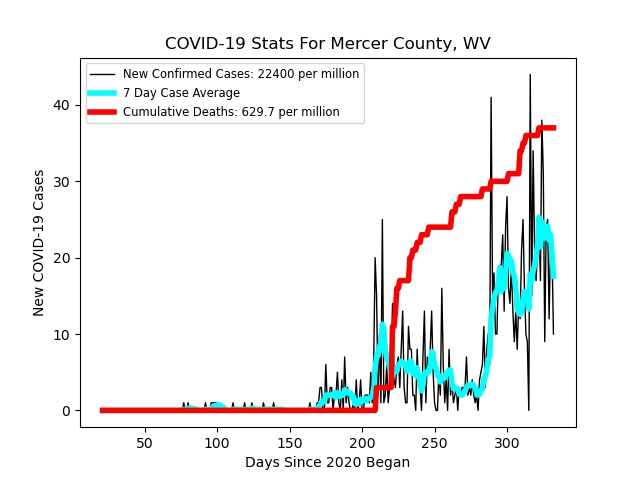 COVID-19 Stats For Mercer County, WV
New Confirmed Cases: 22400 per million
7 Day Case Average
Cumulative Deaths: 629.7 per million
New COVID-19 Cases
40
30
20
10
0
50 100 150 200 250 300
Days Since 2020 Began